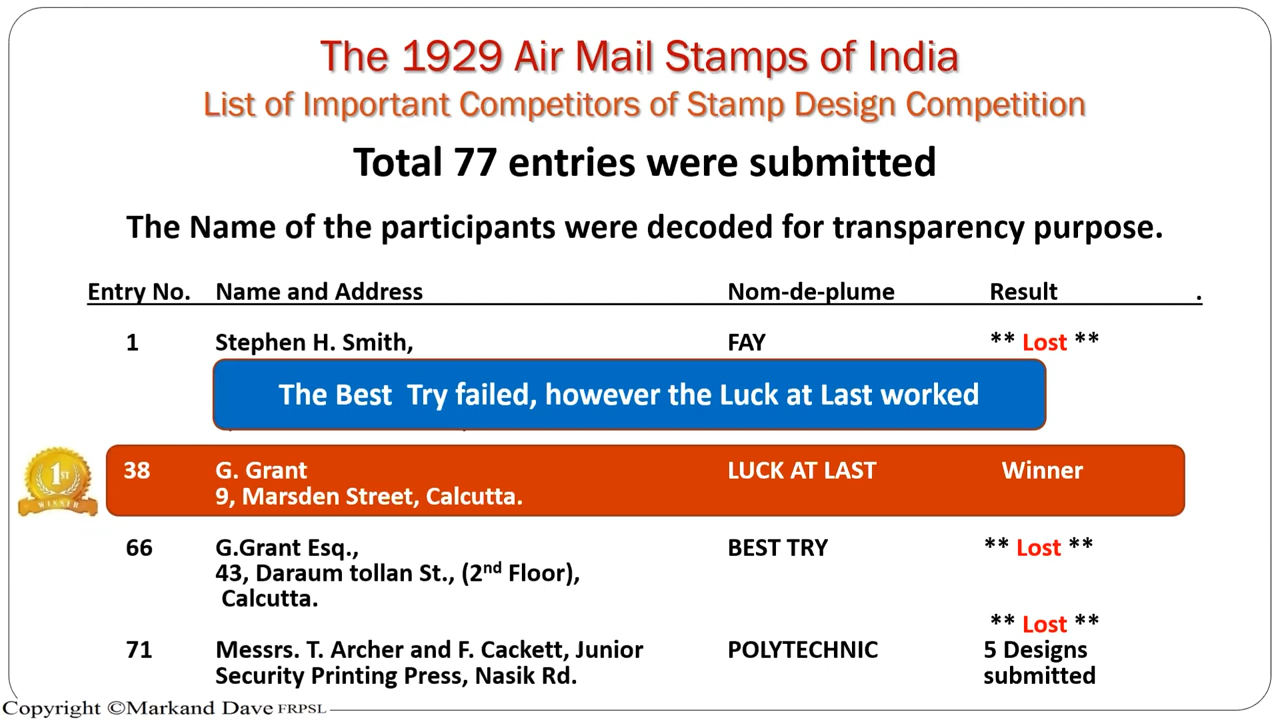 The 1929 Air Mail Stamps of India
List of Important Competitors of Stamp Design Competition
Total 77 entries were submitted
The Name of the participants were decoded for transparency purpose.
Entry No. Name and Address Nom-de-plume Result .
1 Stephen H. Smith, FAY ** Lost **
The Best Try failed, however the Luck at Last worked
1ST
WINNER
38 G. Grant LUCK AT LAST Winner
9, Marsden Street, Calcutta.
66 G.Grant Esq., BEST TRY ** Lost **
43, Daraum tollan St., (2nd Floor),
Calcutta.
** Lost **
71 Messrs. T. Archer and F. Cackett, Junior POLYTECHNIC 5 Designs
Security Printing Press, Nasik Rd. submitted
Copyright ©Markand Dave FRPSL